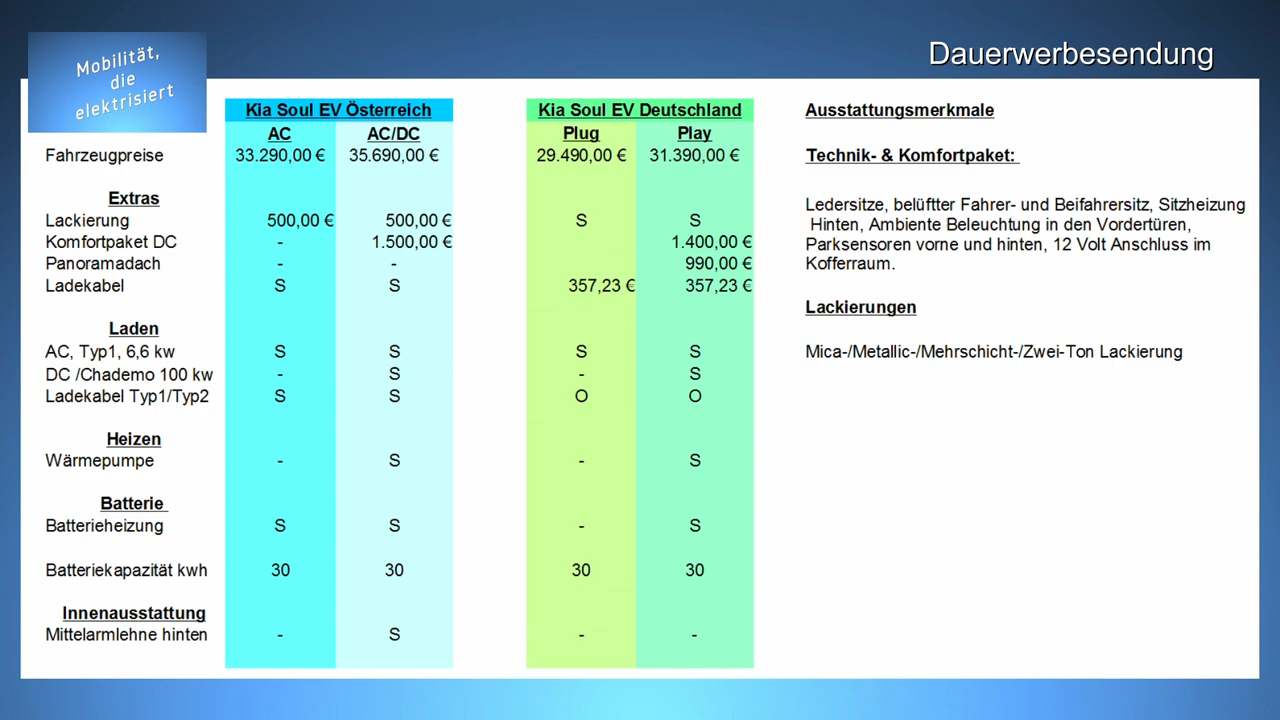 Mobilität,
die
elektrisiert
Dauerwerbesendung
Kia Soul EV Österreich Kia Soul EV Deutschland Ausstattungsmerkmale
AC AC/DC Plug Play
Fahrzeugpreise 33.290,00 € 35.690,00 € 29.490,00 € 31.390,00 € Technik- & Komfortpaket:
Extras
Lackierung 500,00 € 500,00 € S S
Komfortpaket DC - 1.500,00 € 1.400,00 €
Panoramadach - - 990,00 €
Ladekabel S S 357,23 € 357,23 €
Laden
AC, Typ1, 6,6 kw S S S S
DC /Chademo 100 kw - S - S
Ladekabel Typ1/Typ2 S S O O
Heizen
Wärmepumpe - S - S
Batterie
Batterieheizung S S - S
Batteriekapazität kwh 30 30 30 30
Innenausstattung
Mittelarmlehne hinten - S - -
Ledersitze, belüftter Fahrer- und Beifahrersitz, Sitzheizung
Hinten, Ambiente Beleuchtung in den Vordertüren,
Parksensoren vorne und hinten, 12 Volt Anschluss im
Kofferraum.
Lackierungen
Mica-/Metallic-/Mehrschicht-/Zwei-Ton Lackierung